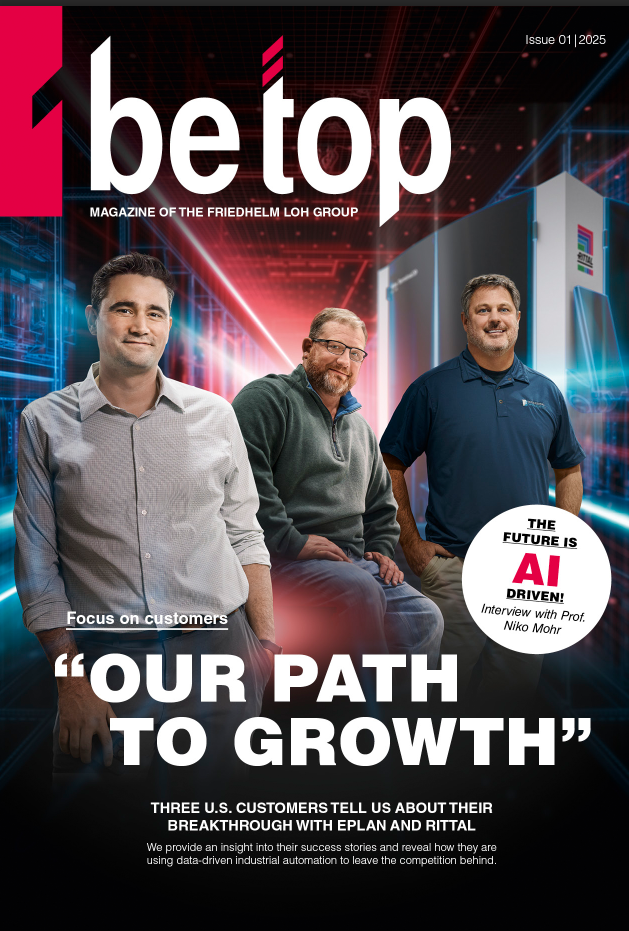 Issue 01|2025
be top
MAGAZINE OF THE FRIEDHELM LOH GROUP
RITTAL
THE
FUTURE IS
AI
DRIVEN!
Interview with Prof.
Niko Mohr
Focus on customers
“OUR PATH
TO GROWTH”
THREE U.S. CUSTOMERS TELL US ABOUT THEIR
BREAKTHROUGH WITH EPLAN AND RITTAL
We provide an insight into their success stories and reveal how they are
using data-driven industrial automation to leave the competition behind.